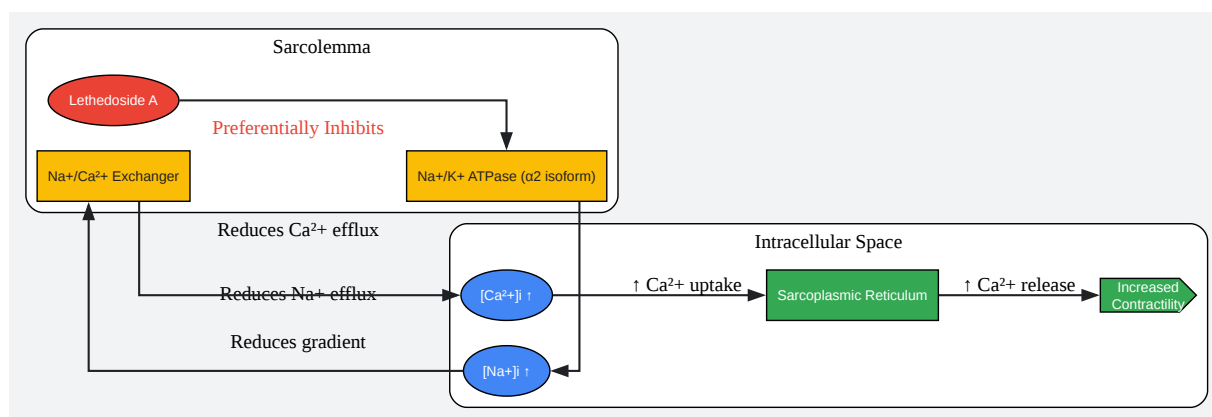 Sarcolemma
Lethedoside A
Preferentially Inhibits
Na+/Ca²+ Exchanger
Na+/K+ ATPase (α2 isoform)
Reduces Ca²+ efflux
Intracellular Space
Reduces Na+ efflux
[Ca²+]i ↑
↑ Ca²+ uptake
Sarcoplasmic Reticulum
↑ Ca²+ release
Increased
Contractility
Reduces gradient
[Na+]i ↑